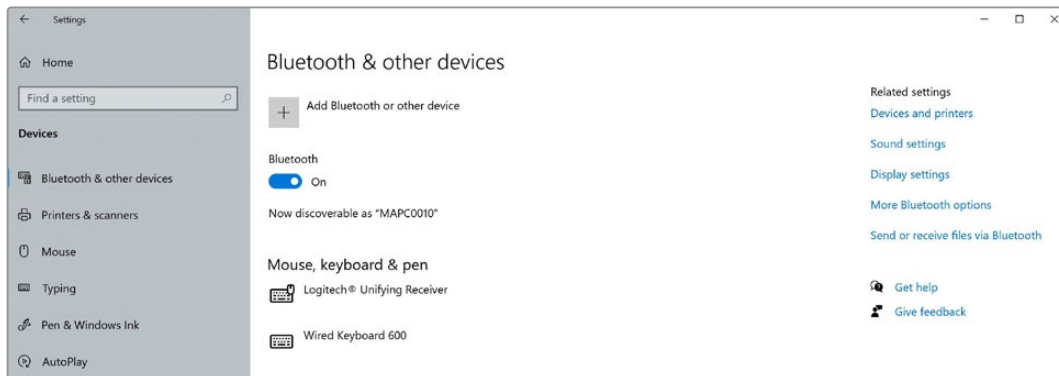 Settings
Home
Find a setting
Devices
Bluetooth & other devices
Printers & scanners
Mouse
Typing
Pen & Windows Ink
AutoPlay
Bluetooth & other devices
Add Bluetooth or other device
Bluetooth
On
Now discoverable as "MAPC0010"
Mouse, keyboard & pen
Logitech® Unifying Receiver
Wired Keyboard 600
Related settings
Devices and printers
Sound settings
Display settings
More Bluetooth options
Send or receive files via Bluetooth
Get help
Give feedback